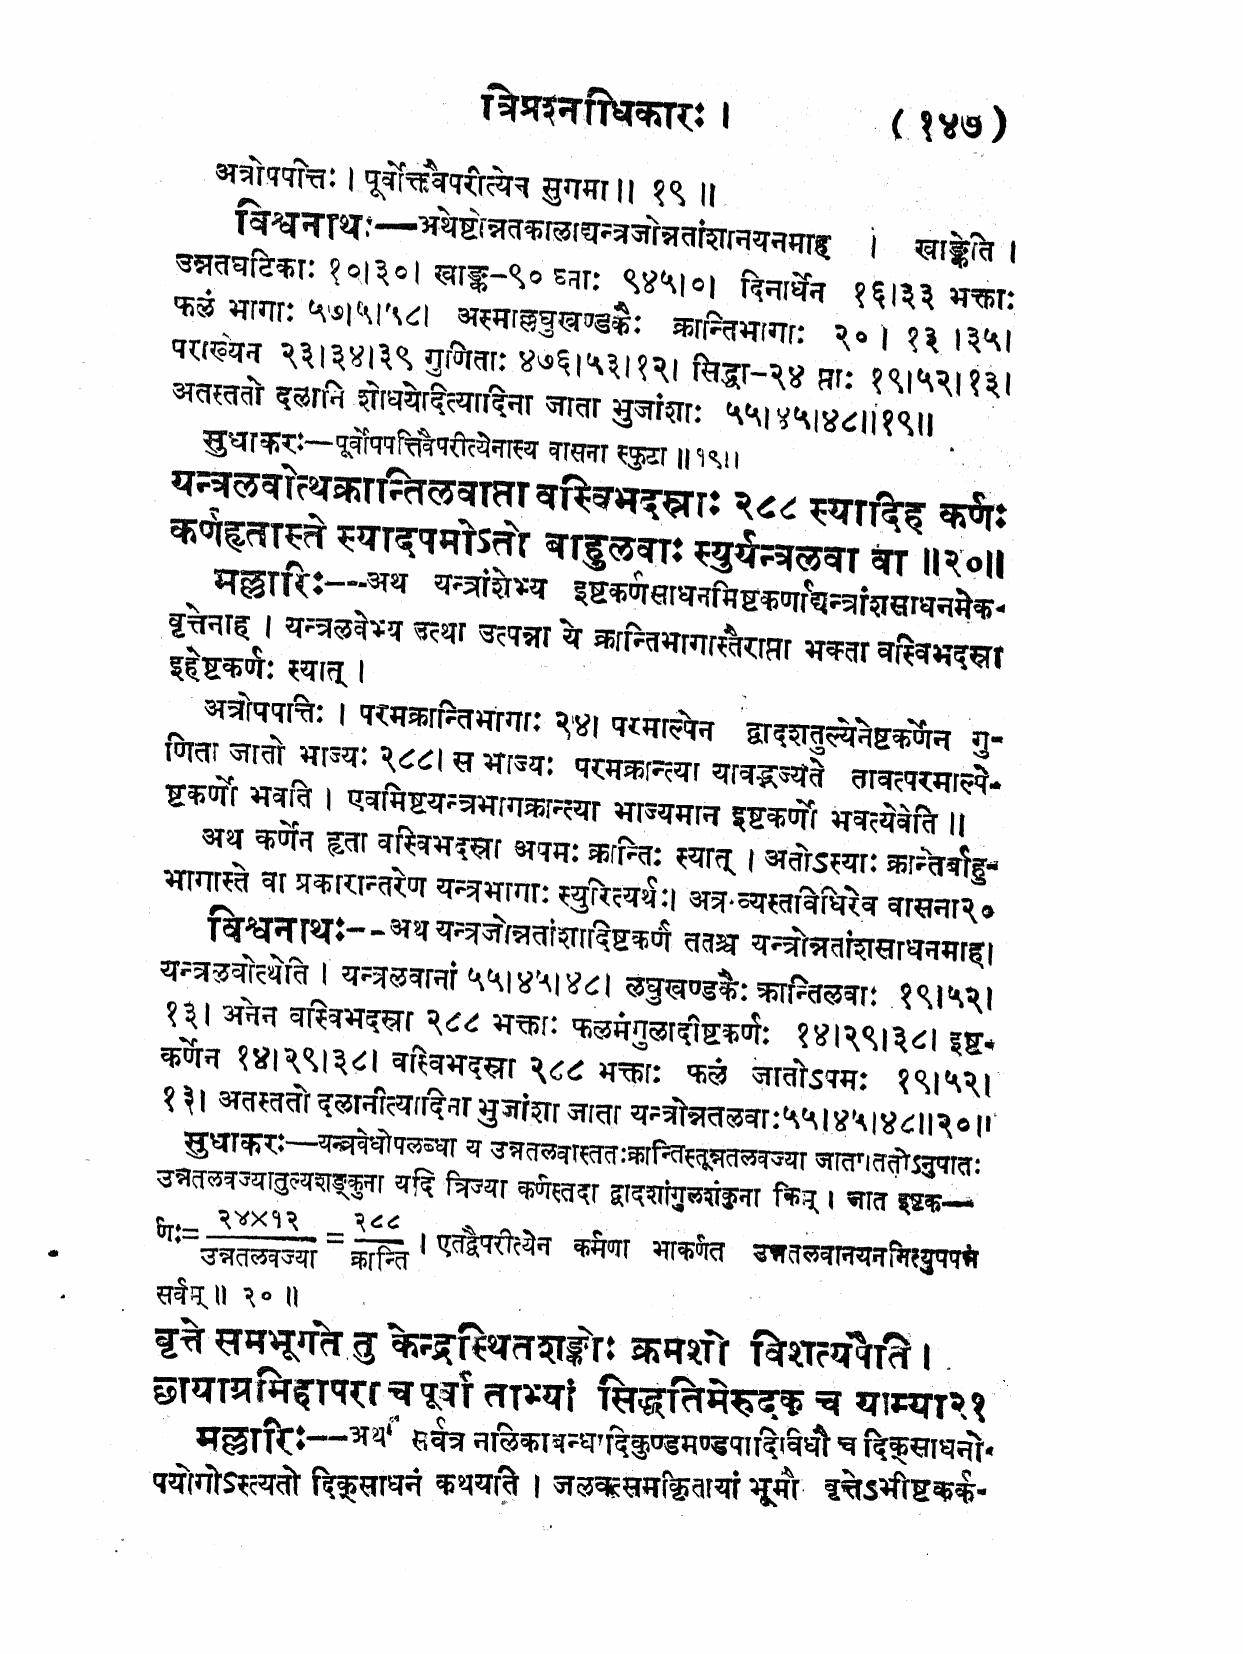 त्रिप्रश्नाधिकारः ।
( १४७ )
अत्रोपपत्तिः । पूर्वोक्तवैपरीत्येन सुगमा ॥ १९ ॥
विश्वनाथः—अथेष्टोन्नतकालाद्यन्त्रजोन्नतांशानयनमाह । खाङ्केति ।
उन्नतघटिकाः १०।३०। खाङ्क-९० घ्नाः ९४५।०। दिनार्धेन १६।३३ भक्ताः
फलं भागाः ५७।५।५८। अस्माल्लघुखण्डकैः क्रान्तिभागाः २० । १३ ।३५।
पराख्येन २३।३४।३९ गुणिताः ४७६।५३।१२। सिद्धा-२४ प्ताः १९।५२।१३।
अतस्ततो दलानि शोधयेदित्यादिना जाता भुजांशाः ५५।४५।४८॥१९॥
सुधाकरः—पूर्वोपपत्तिवैपरीत्येनास्य वासना स्फुटा ॥१९॥
यन्त्रलवोत्थक्रान्तिलवाप्ता वस्विभदस्राः २८८ स्यादिह कर्णः
कर्णहृतास्ते स्यादपमोऽतो बाहुलवाः स्युर्यन्त्रलवा वा ॥२०॥
मल्लारिः---अथ यन्त्रांशेभ्य इष्टकर्णसाधनमिष्टकर्णाद्यन्त्रांशसाधनमेक-
वृत्तेनाह । यन्त्रलवेभ्य उत्था उत्पन्ना ये क्रान्तिभागास्तैराप्ता भक्ता वस्विभदस्रा
इहेष्टकर्णः स्यात् ।
अत्रोपपत्तिः । परमक्रान्तिभागाः २४। परमाल्पेन द्वादशतुल्येनेष्टकर्णेन गु-
णिता जातो भाज्यः २८८। स भाज्यः परमक्रान्त्या यावद्भज्यते तावत्परमाल्पे-
ष्टकर्णो भवति । एवमिष्टयन्त्रभागक्रान्त्या भाज्यमान इष्टकर्णो भवत्येवेति ॥
अथ कर्णेन हृता वस्विभदस्रा अपमः क्रान्तिः स्यात् । अतोऽस्याः क्रान्तेर्बाहु-
भागास्ते वा प्रकारान्तरेण यन्त्रभागाः स्युरित्यर्थः। अत्र व्यस्तविधिरेव वासना२०
विश्वनाथः--अथ यन्त्रजोन्नतांशादिष्टकर्णं ततश्च यन्त्रोन्नतांशसाधनमाह।
यन्त्रलवोत्थेति । यन्त्रलवानां ५५।४५।४८। लघुखण्डकैः क्रान्तिलवाः १९।५२।
१३। अनेन वस्विभदस्रा २८८ भक्ताः फलमंगुलादीष्टकर्णः १४।२९।३८। इष्ट-
कर्णेन १४।२९।३८। वस्विभदस्रा २८८ भक्ताः फलं जातोऽपमः १९।५२।
१३। अतस्ततो दलानीत्यादिना भुजांशा जाता यन्त्रोन्नतलवाः५५।४५।४८॥२०॥
सुधाकरः—यन्त्रवेधोपलब्धा य उन्नतलवास्ततःक्रान्तिस्तून्नतलवज्या जाता।ततोऽनुपातः
उन्नतलवज्यातुल्यशङ्कुना यदि त्रिज्या कर्णस्तदा द्वादशांगुलशंकुना किम् । जात इष्टक—
र्णः= २४×१२ / उन्नतलवज्या = २८८ / क्रान्ति । एतद्वैपरीत्येन कर्मणा भाकर्णत उन्नतलवानयनमित्युपपन्नं
सर्वम् ॥ २० ॥
वृत्ते समभूगते तु केन्द्रस्थितशङ्कोः क्रमशो विशत्यपैति ।
छायाग्रमिहापरा च पूर्वा ताभ्यां सिद्धतिमेरुदक् च याम्या२१
मल्लारिः---अथ सर्वत्र नालिकाबन्धादिकुण्डमण्डपादिविधौ च दिक्साधनो-
पयोगोऽस्त्यतो दिक्साधनं कथयति । जलवत्समीकृतायां भूमौ वृत्तेऽभीष्टकर्क-